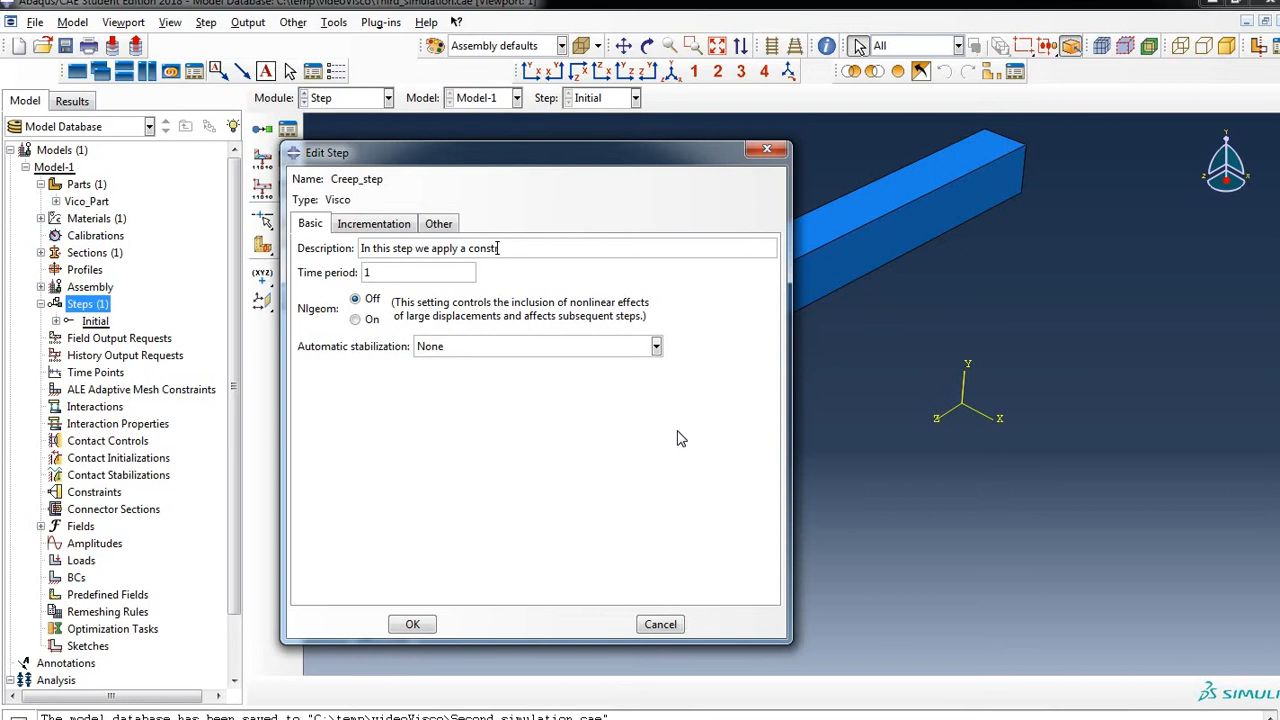 Abaqus/CAE Student Edition 2018 - Model Database: C:\temp\videoVisco\Third_simulation.cae [Viewport: 1]
File Model Viewport View Step Output Other Tools Plug-ins Help
Assembly defaults
All
1 2 3 4
Model Results
Module: Step Model: Model-1 Step: Initial
Model Database
Models (1)
Model-1
Parts (1)
Vico_Part
Materials (1)
Calibrations
Sections (1)
Profiles
Assembly
Steps (1)
Initial
Field Output Requests
History Output Requests
Time Points
ALE Adaptive Mesh Constraints
Interactions
Interaction Properties
Contact Controls
Contact Initializations
Contact Stabilizations
Constraints
Connector Sections
Fields
Amplitudes
Loads
BCs
Predefined Fields
Remeshing Rules
Optimization Tasks
Sketches
Annotations
Analysis
Edit Step
Name: Creep_step
Type: Visco
Basic Incrementation Other
Description: In this step we apply a constr
Time period: 1
Nlgeom: Off (This setting controls the inclusion of nonlinear effects
On of large displacements and affects subsequent steps.)
Automatic stabilization: None
OK Cancel
Y
Z X
SIMULI
The model database has been saved to "C:\temp\videoVisco\Second_simulation.cae"